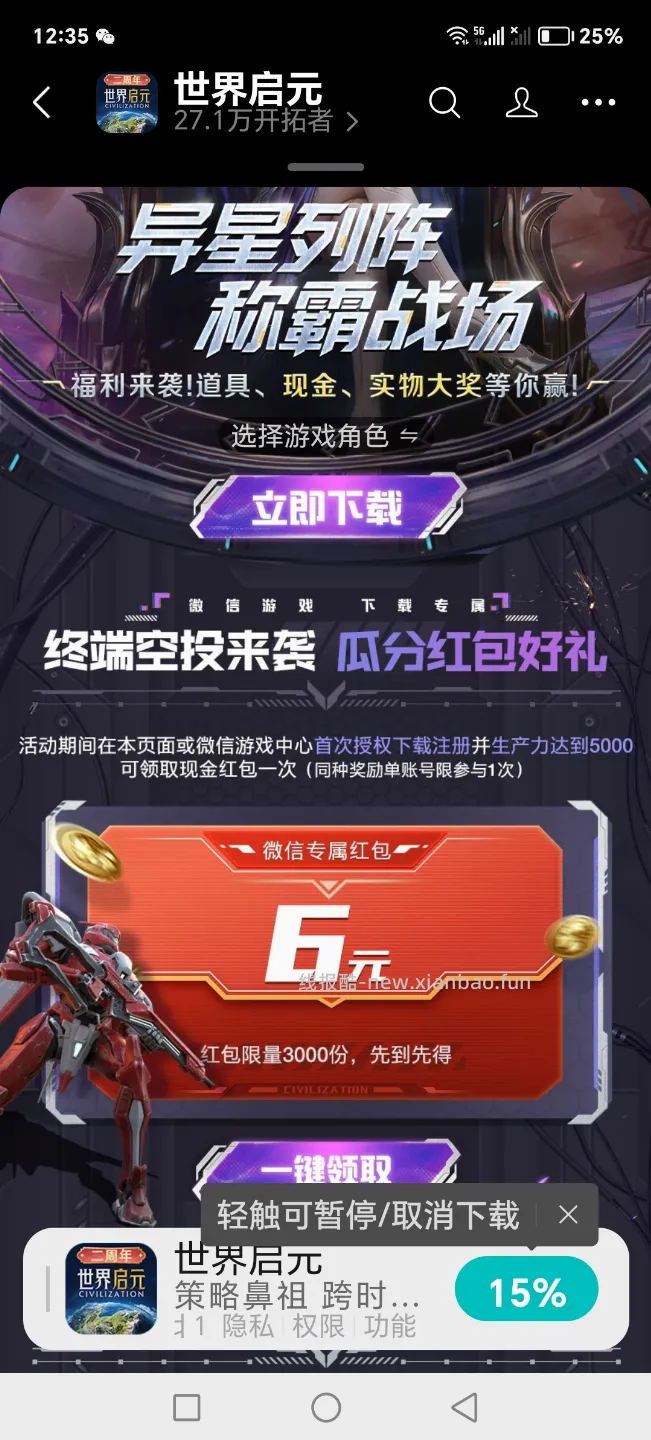 12:35
5G
25%
二周年
世界启元
CIVILIZATION
世界启元
27.1万开拓者
异星列阵
称霸战场
福利来袭!道具、现金、实物大奖等你赢!
选择游戏角色
立即下载
微信游戏 下载专属
终端空投来袭 瓜分红包好礼
活动期间在本页面或微信游戏中心首次授权下载注册并生产力达到5000
可领取现金红包一次（同种奖励单账号限参与1次）
微信专属红包
6元
线报酷-new.xianbao.fun
红包限量3000份，先到先得
CIVILIZATION
一键领取
轻触可暂停/取消下载
二周年
世界启元
CIVILIZATION
世界启元
策略鼻祖 跨时...
1 隐私 权限 功能
15%